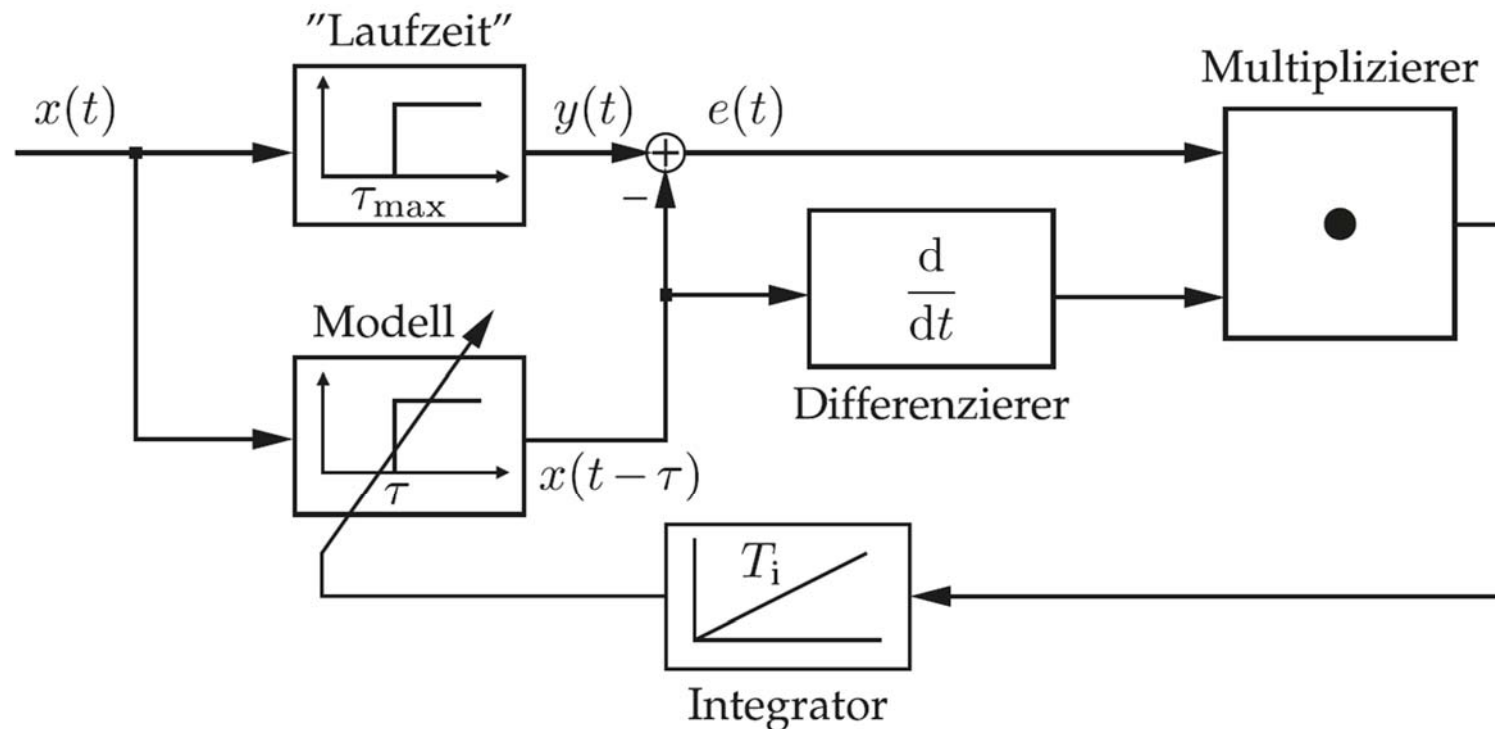 "Laufzeit"
Multiplizierer
x(t)
y(t)
e(t)
+
τmax
−
d
dt
Modell
Differenzierer
τ
x(t − τ)
Ti
Integrator